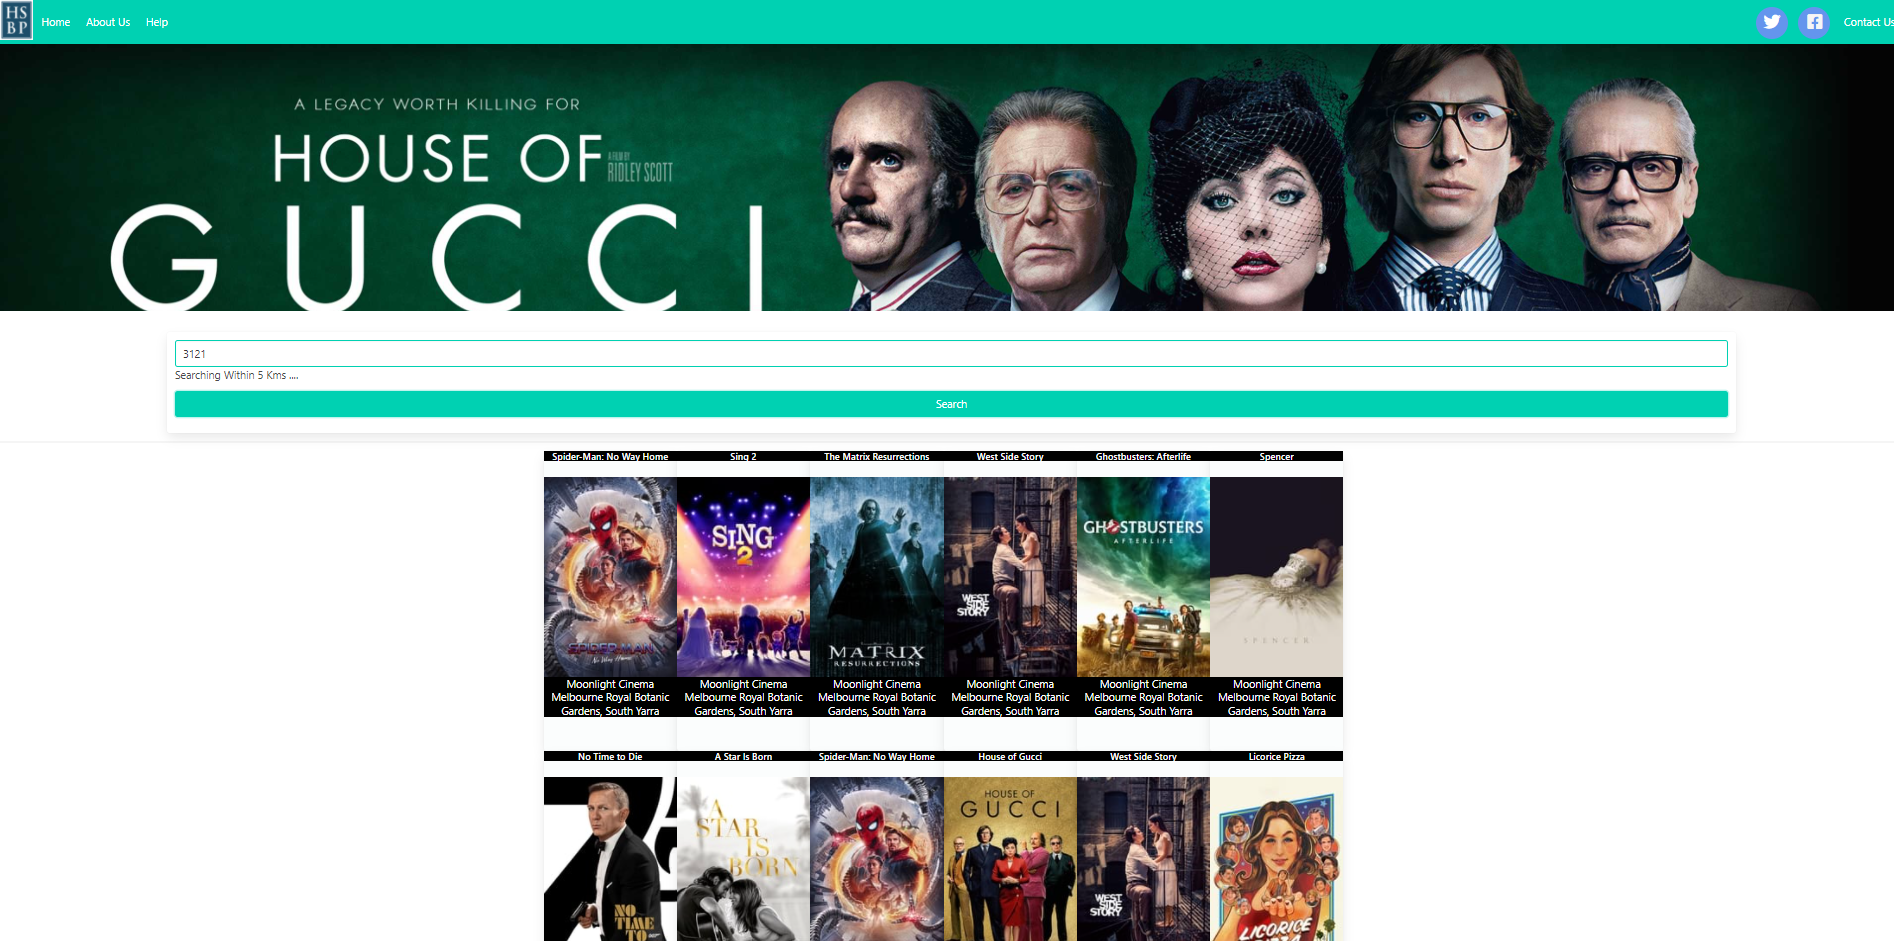 HS
BP
Home About Us Help Contact Us
A LEGACY WORTH KILLING FOR
HOUSE OF A FILM BY RIDLEY SCOTT
GUCCI
3121
Searching Within 5 Kms ....
Search
Spider-Man: No Way Home Sing 2 The Matrix Resurrections West Side Story Ghostbusters: Afterlife Spencer
SING
2
GHOSTBUSTERS
AFTERLIFE
WEST
SIDE
STORY
SPENCER
SPIDER-MAN
No Way Home
MATRIX
RESURRECTIONS
Moonlight Cinema Moonlight Cinema Moonlight Cinema Moonlight Cinema Moonlight Cinema Moonlight Cinema
Melbourne Royal Botanic Melbourne Royal Botanic Melbourne Royal Botanic Melbourne Royal Botanic Melbourne Royal Botanic Melbourne Royal Botanic
Gardens, South Yarra Gardens, South Yarra Gardens, South Yarra Gardens, South Yarra Gardens, South Yarra Gardens, South Yarra
No Time to Die A Star Is Born Spider-Man: No Way Home House of Gucci West Side Story Licorice Pizza
A
STAR
IS
BORN
HOUSE OF
GUCCI
NO
TIME TO
WEST
SIDE
STORY
LICORICE